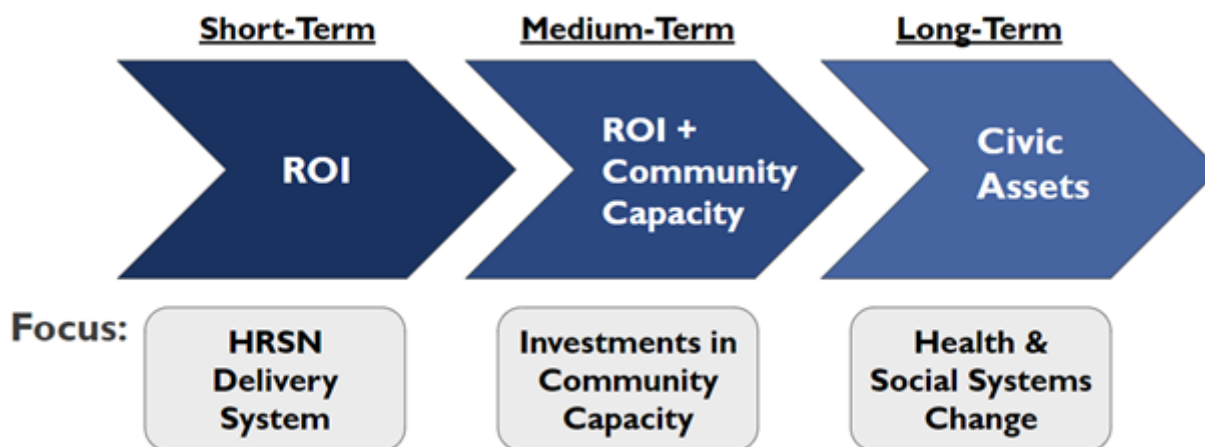 Short-Term
Medium-Term
Long-Term
ROI
ROI +
Community
Capacity
Civic
Assets
Focus:
HRSN
Delivery
System
Investments in
Community
Capacity
Health &
Social Systems
Change